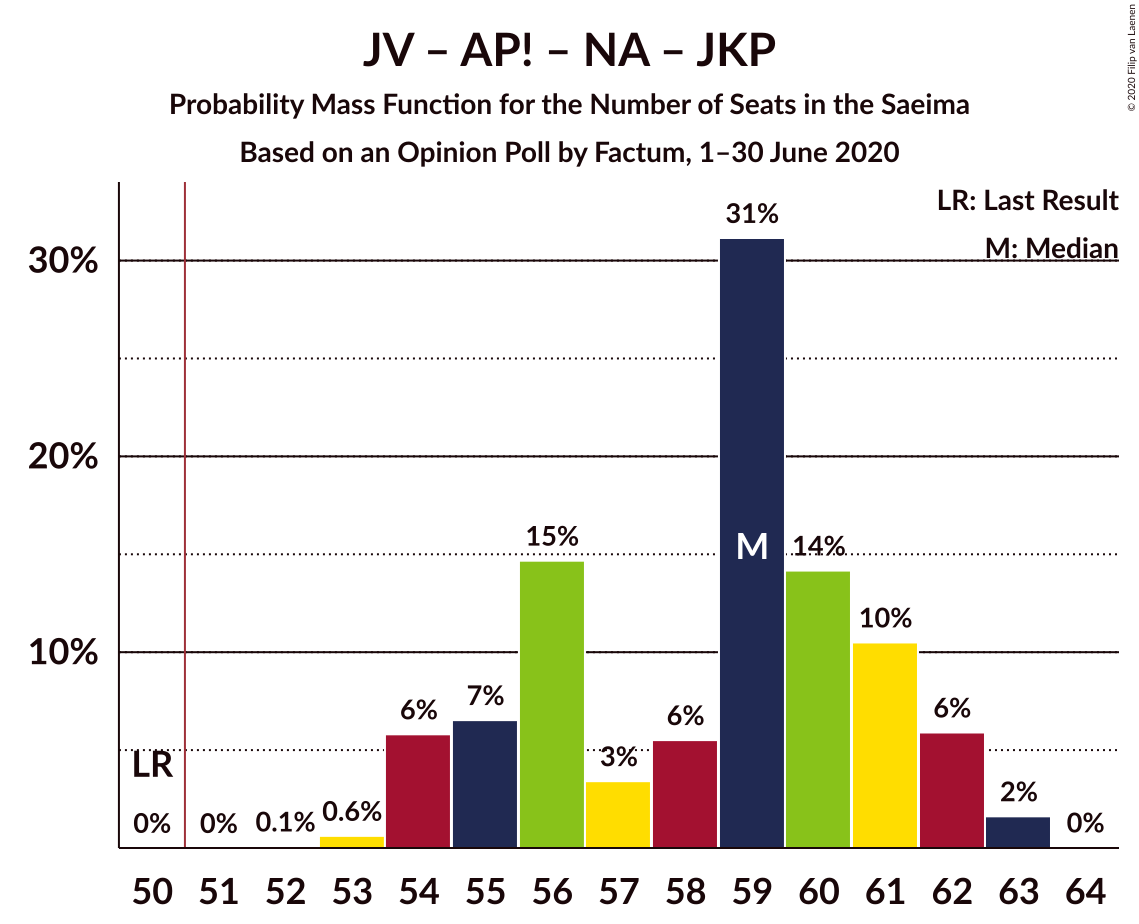 JV – AP! – NA – JKP
Probability Mass Function for the Number of Seats in the Saeima
Based on an Opinion Poll by Factum, 1–30 June 2020
© 2020 Filip van Laenen
LR: Last Result
M: Median
30%
20%
10%
31%
15%
M
14%
10%
7%
6%
6%
6%
3%
LR
2%
0.6%
0%
0%
0.1%
0%
50 51 52 53 54 55 56 57 58 59 60 61 62 63 64